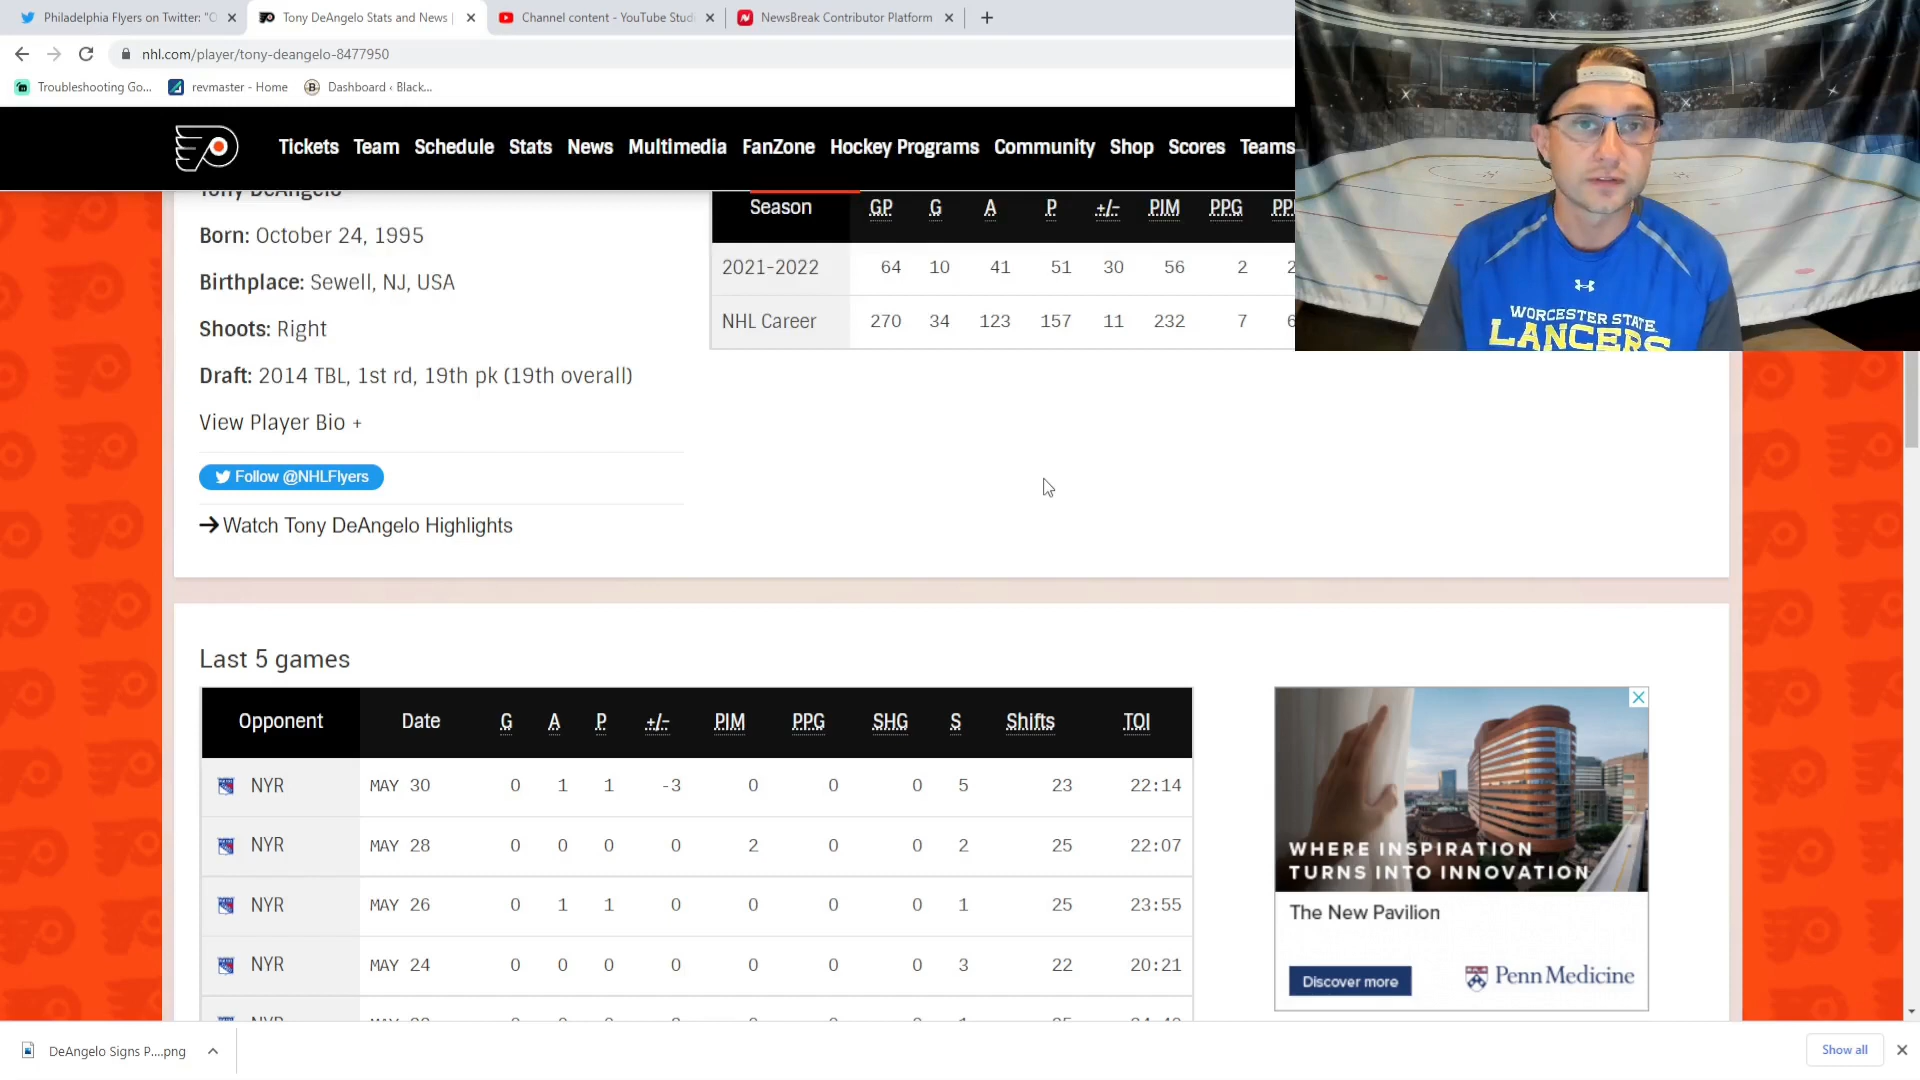 Philadelphia Flyers on Twitter: "C
Tony DeAngelo Stats and News |
Channel content - YouTube Stud
NewsBreak Contributor Platform
nhl.com/player/tony-deangelo-8477950
Troubleshooting Go...
revmaster - Home
Dashboard ‹ Black...
Tickets Team Schedule Stats News Multimedia FanZone Hockey Programs Community Shop Scores Teams
Tony DeAngelo
Born: October 24, 1995
Birthplace: Sewell, NJ, USA
Shoots: Right
Draft: 2014 TBL, 1st rd, 19th pk (19th overall)
View Player Bio +
Follow @NHLFlyers
Watch Tony DeAngelo Highlights
Season GP G A P +/- PIM PPG PP
2021-2022 64 10 41 51 30 56 2 2
NHL Career 270 34 123 157 11 232 7 6
WORCESTER STATE
LANCERS
Last 5 games
Opponent Date G A P +/- PIM PPG SHG S Shifts TOI
NYR MAY 30 0 1 1 -3 0 0 0 5 23 22:14
NYR MAY 28 0 0 0 0 2 0 0 2 25 22:07
NYR MAY 26 0 1 1 0 0 0 0 1 25 23:55
NYR MAY 24 0 0 0 0 0 0 0 3 22 20:21
WHERE INSPIRATION
TURNS INTO INNOVATION
The New Pavilion
Discover more
Penn Medicine
DeAngelo Signs P....png
Show all